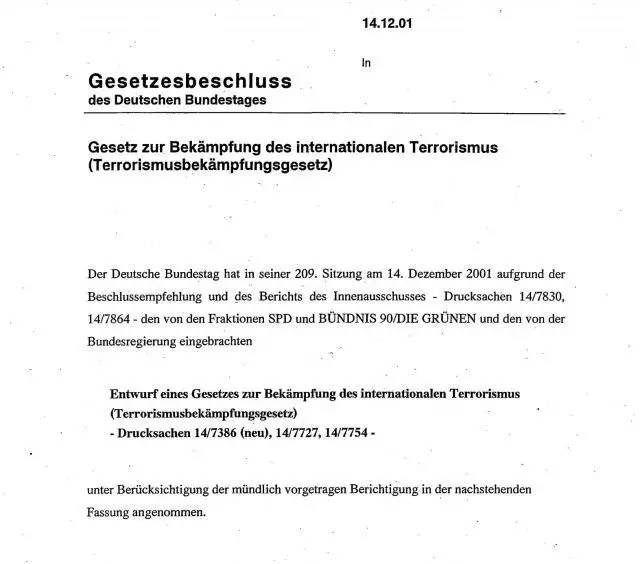 14.12.01
In
Gesetzesbeschluss
des Deutschen Bundestages
Gesetz zur Bekämpfung des internationalen Terrorismus
(Terrorismusbekämpfungsgesetz)
Der Deutsche Bundestag hat in seiner 209. Sitzung am 14. Dezember 2001 aufgrund der
Beschlussempfehlung und des Berichts des Innenausschusses - Drucksachen 14/7830,
14/7864 - den von den Fraktionen SPD und BÜNDNIS 90/DIE GRÜNEN und den von der
Bundesregierung eingebrachten
Entwurf eines Gesetzes zur Bekämpfung des internationalen Terrorismus
(Terrorismusbekämpfungsgesetz)
- Drucksachen 14/7386 (neu), 14/7727, 14/7754 -
unter Berücksichtigung der mündlich vorgetragen Berichtigung in der nachstehenden
Fassung angenommen.